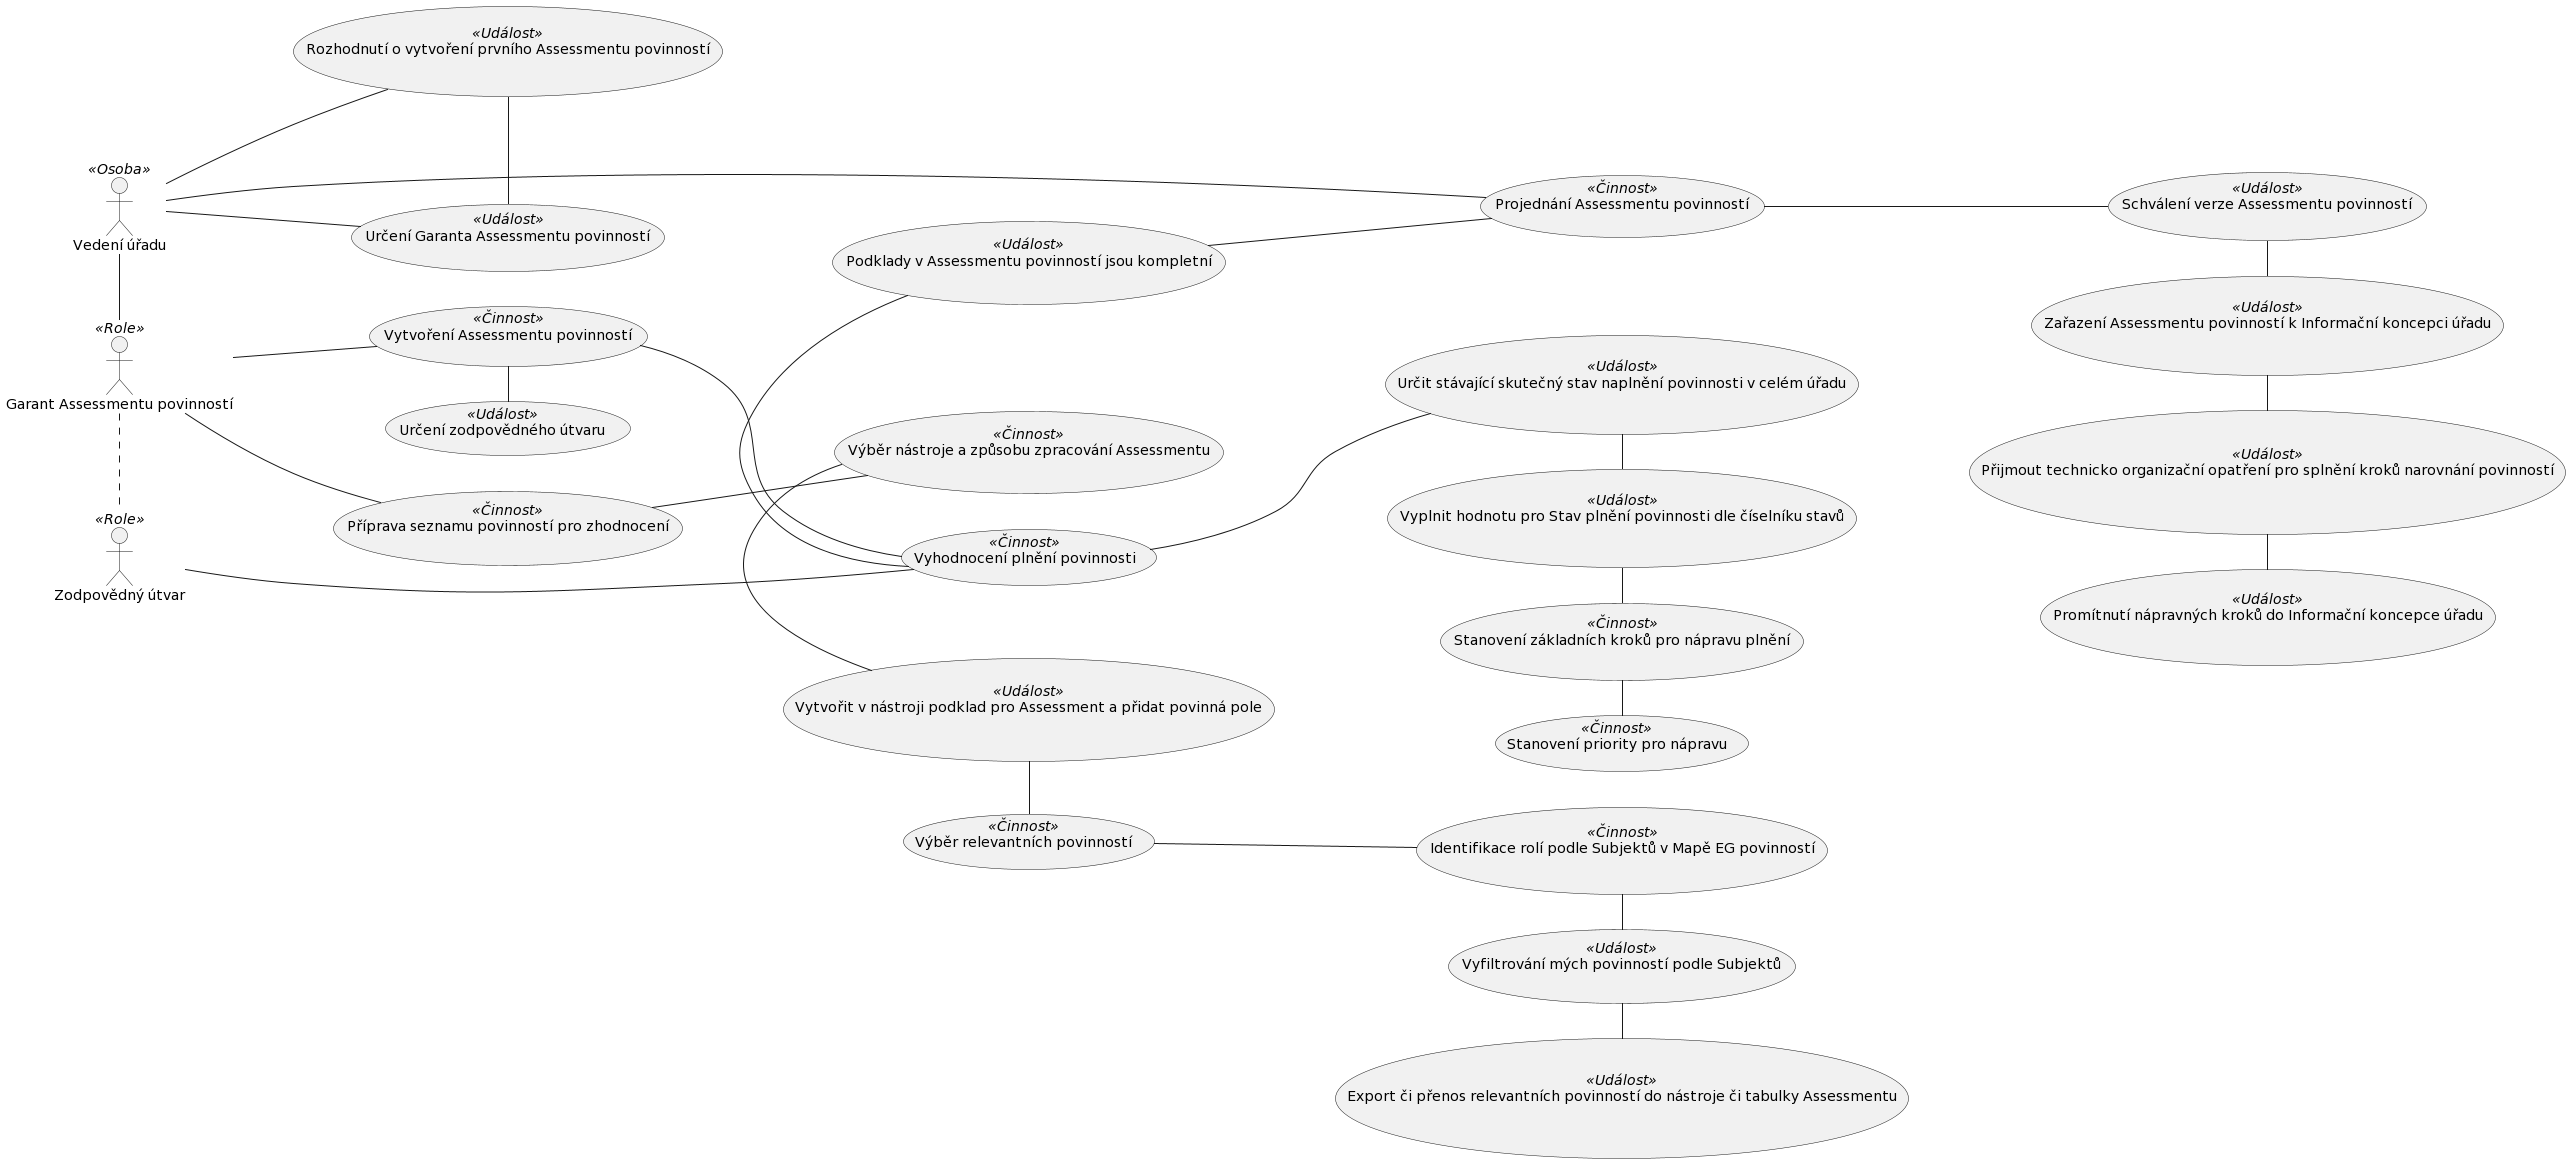 «Událost»
Rozhodnutí o vytvoření prvního Assessmentu povinností
«Osoba»
Vedení úřadu
«Událost»
Určení Garanta Assessmentu povinností
«Role»
Garant Assessmentu povinností
«Činnost»
Vytvoření Assessmentu povinností
«Událost»
Určení zodpovědného útvaru
«Činnost»
Příprava seznamu povinností pro zhodnocení
«Role»
Zodpovědný útvar
«Událost»
Podklady v Assessmentu povinností jsou kompletní
«Činnost»
Výběr nástroje a způsobu zpracování Assessmentu
«Činnost»
Vyhodnocení plnění povinnosti
«Událost»
Vytvořit v nástroji podklad pro Assessment a přidat povinná pole
«Činnost»
Výběr relevantních povinností
«Činnost»
Projednání Assessmentu povinností
«Událost»
Určit stávající skutečný stav naplnění povinnosti v celém úřadu
«Událost»
Vyplnit hodnotu pro Stav plnění povinnosti dle číselníku stavů
«Činnost»
Stanovení základních kroků pro nápravu plnění
«Činnost»
Stanovení priority pro nápravu
«Činnost»
Identifikace rolí podle Subjektů v Mapě EG povinností
«Událost»
Vyfiltrování mých povinností podle Subjektů
«Událost»
Export či přenos relevantních povinností do nástroje či tabulky Assessmentu
«Událost»
Schválení verze Assessmentu povinností
«Událost»
Zařazení Assessmentu povinností k Informační koncepci úřadu
«Událost»
Přijmout technicko organizační opatření pro splnění kroků narovnání povinností
«Událost»
Promítnutí nápravných kroků do Informační koncepce úřadu